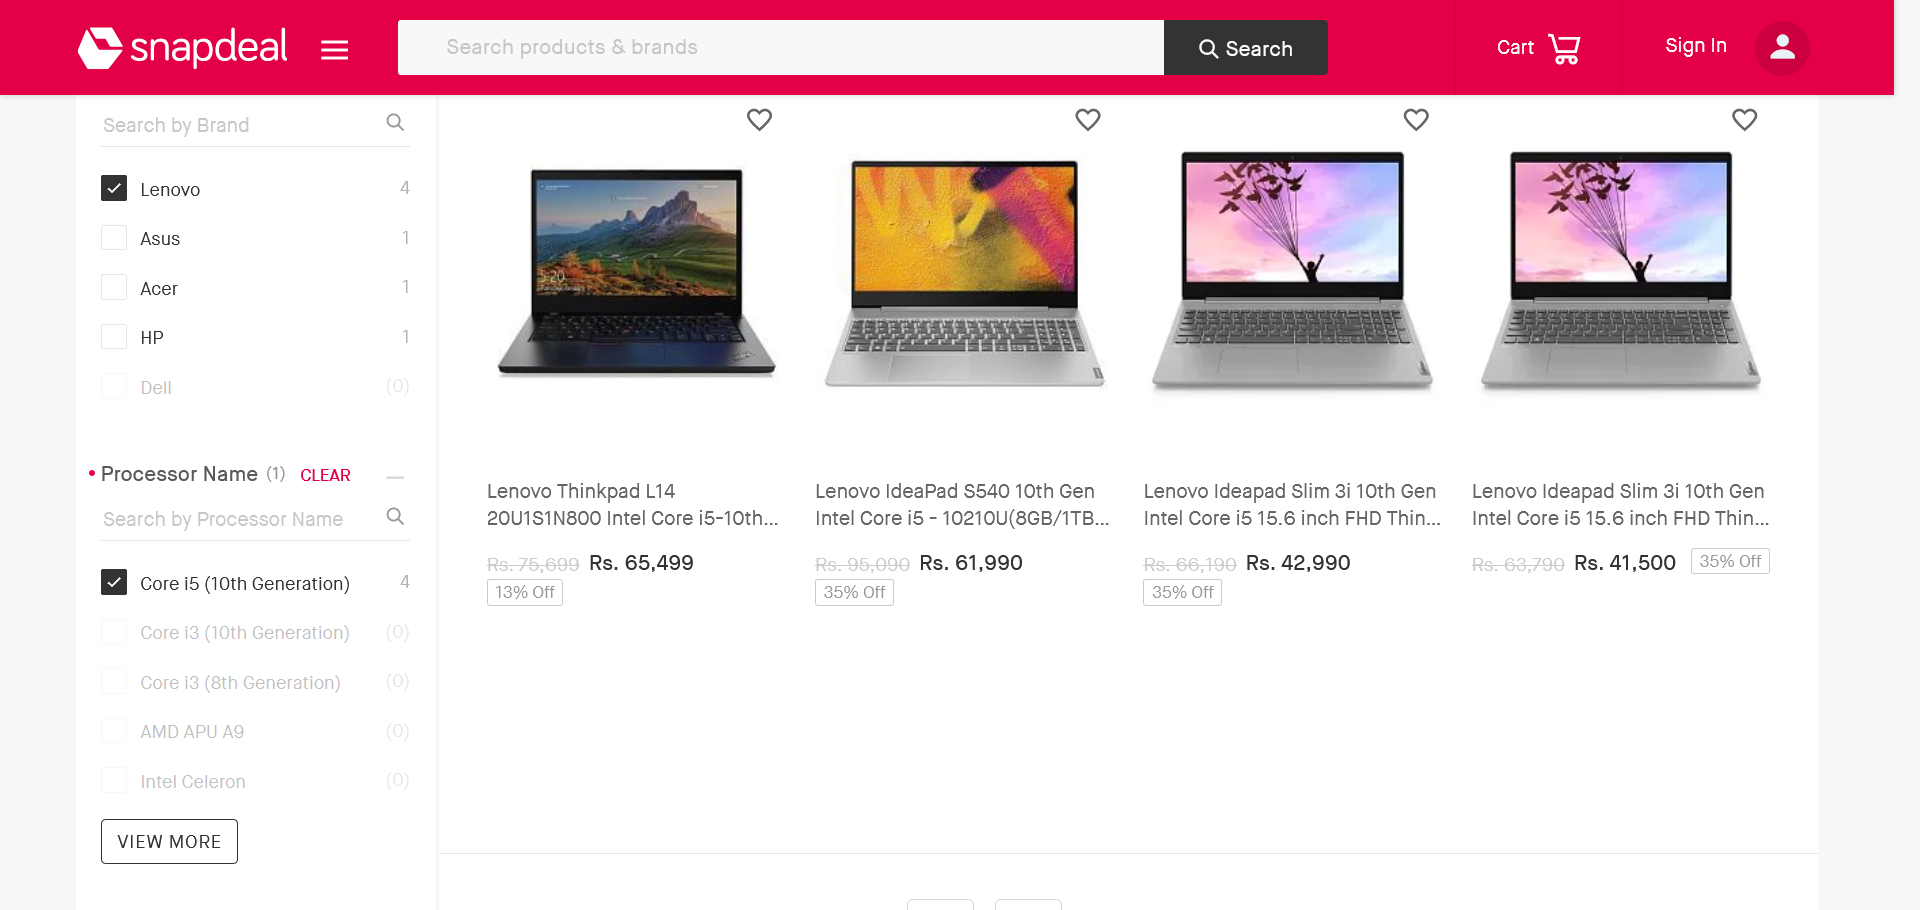 snapdeal
Search products & brands
Search
Cart
Sign In
Search by Brand
Lenovo 4
Asus 1
Acer 1
HP 1
Dell (0)
Processor Name (1) CLEAR
Search by Processor Name
Core i5 (10th Generation) 4
Core i3 (10th Generation) (0)
Core i3 (8th Generation) (0)
AMD APU A9 (0)
Intel Celeron (0)
VIEW MORE
5:20
Lenovo Thinkpad L14
20U1S1N800 Intel Core i5-10th...
Rs. 75,699 Rs. 65,499
13% Off
Lenovo IdeaPad S540 10th Gen
Intel Core i5 - 10210U(8GB/1TB...
Rs. 95,090 Rs. 61,990
35% Off
Lenovo Ideapad Slim 3i 10th Gen
Intel Core i5 15.6 inch FHD Thin...
Rs. 66,190 Rs. 42,990
35% Off
Lenovo Ideapad Slim 3i 10th Gen
Intel Core i5 15.6 inch FHD Thin...
Rs. 63,790 Rs. 41,500 35% Off